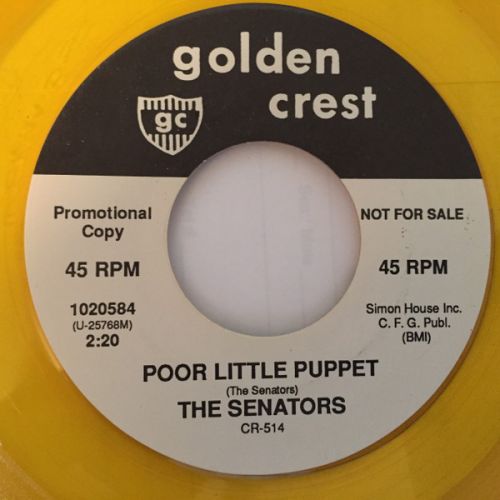 golden
crest
gc
Promotional
Copy
NOT FOR SALE
45 RPM
45 RPM
1020584
(U-25768M)
2:20
Simon House Inc.
C. F. G. Publ.
(BMI)
POOR LITTLE PUPPET
(The Senators)
THE SENATORS
CR-514